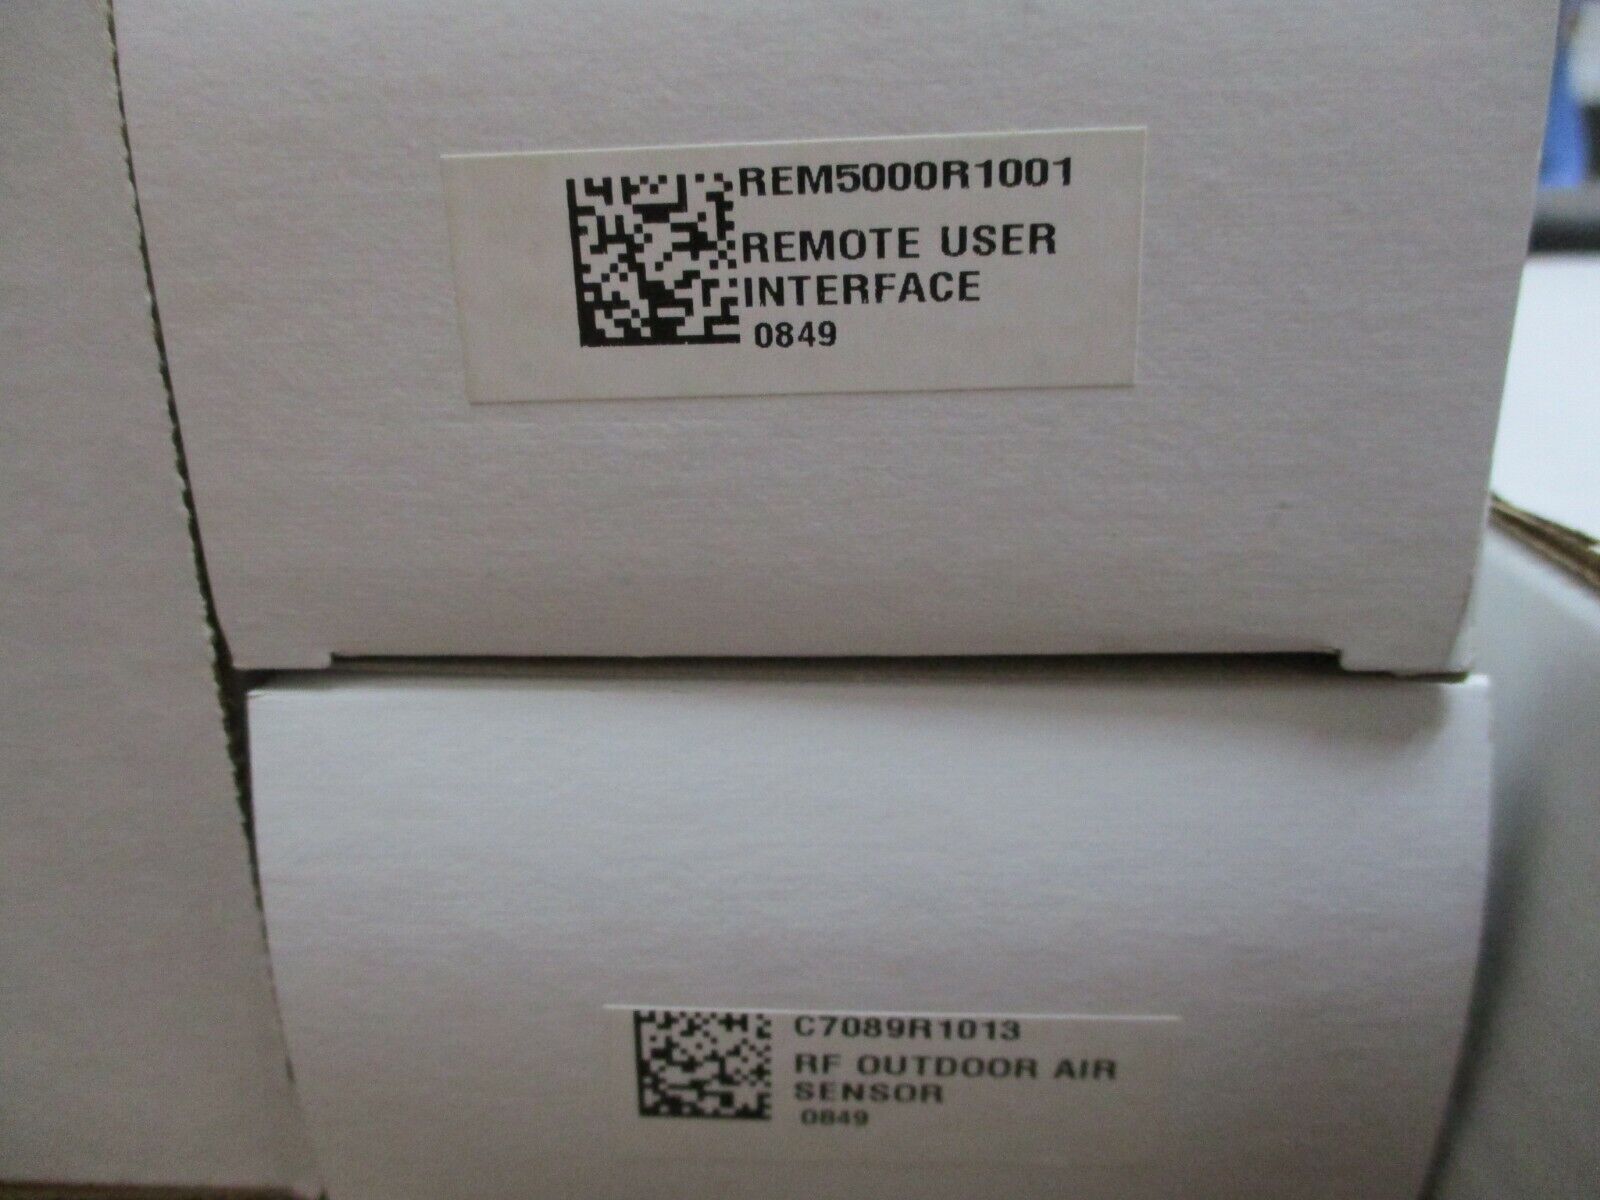 REM5000R1001
REMOTE USER
INTERFACE
0849
C7089R1013
RF OUTDOOR AIR
SENSOR
0849